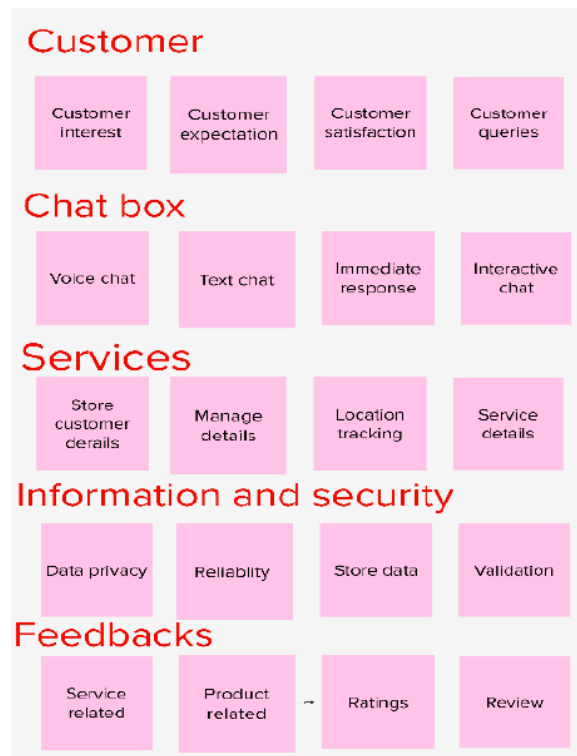 Customer
Customer interest
Customer expectation
Customer satisfaction
Customer queries
Chat box
Voice chat
Text chat
Immediate response
Interactive chat
Services
Store customer derails
Manage details
Location tracking
Service details
Information and security
Data privacy
Reliablity
Store data
Validation
Feedbacks
Service related
Product related
~
Ratings
Review